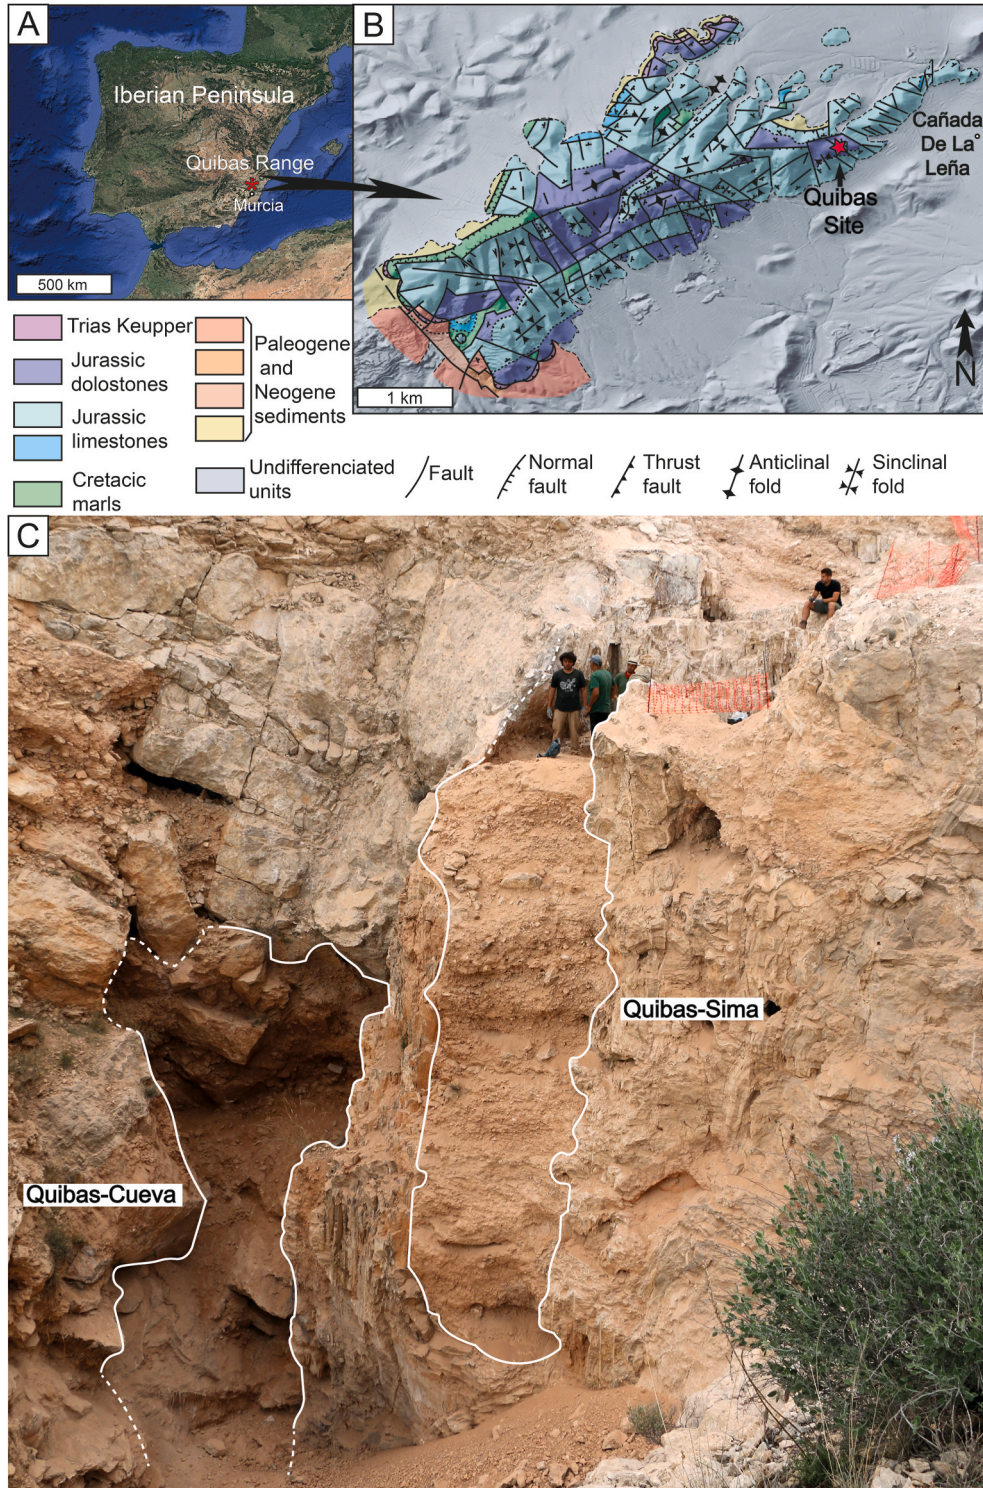 A
Iberian Peninsula
Quibas Range
Murcia
500 km
B
Cañada
De La
Leña
Quibas
Site
N
1 km
Trias Keupper
Jurassic
dolostones
Jurassic
limestones
Cretacic
marls
Paleogene
and
Neogene
sediments
Undifferenciated
units
Fault
Normal
fault
Thrust
fault
Anticlinal
fold
Sinclinal
fold
C
Quibas-Sima
Quibas-Cueva